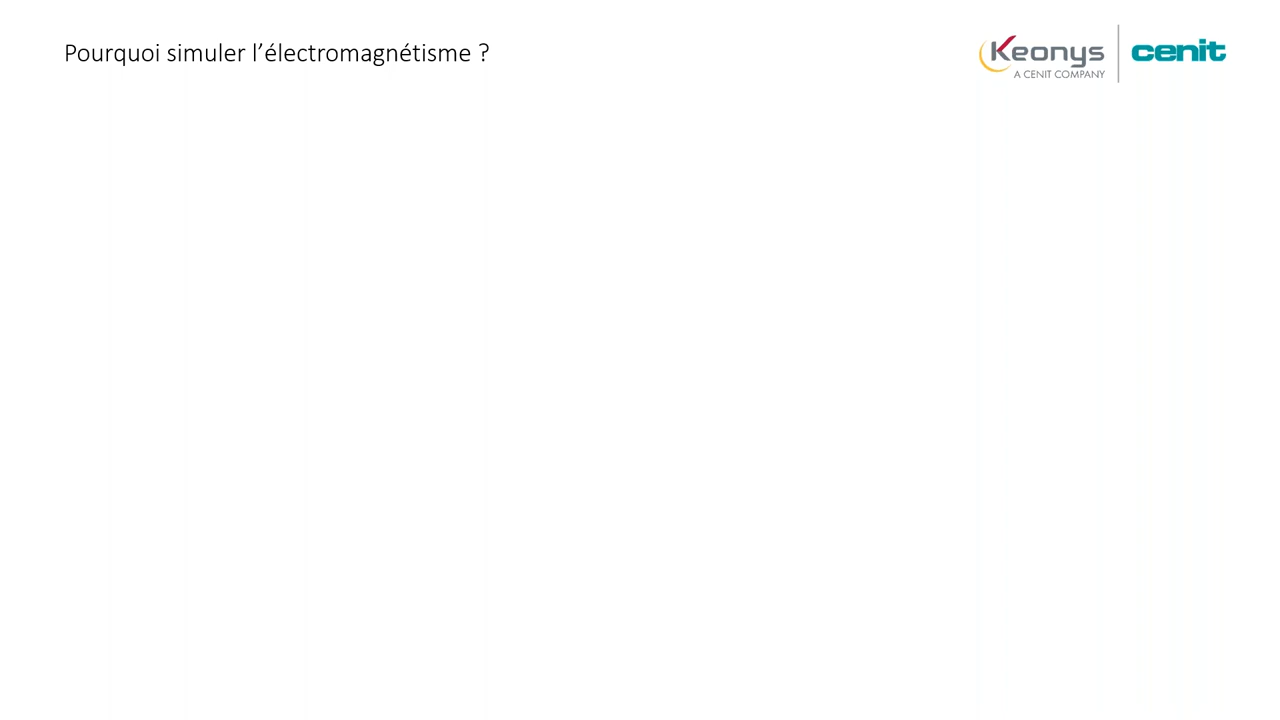 Pourquoi simuler l’électromagnétisme ?
Keonys
A CENIT COMPANY
cenit